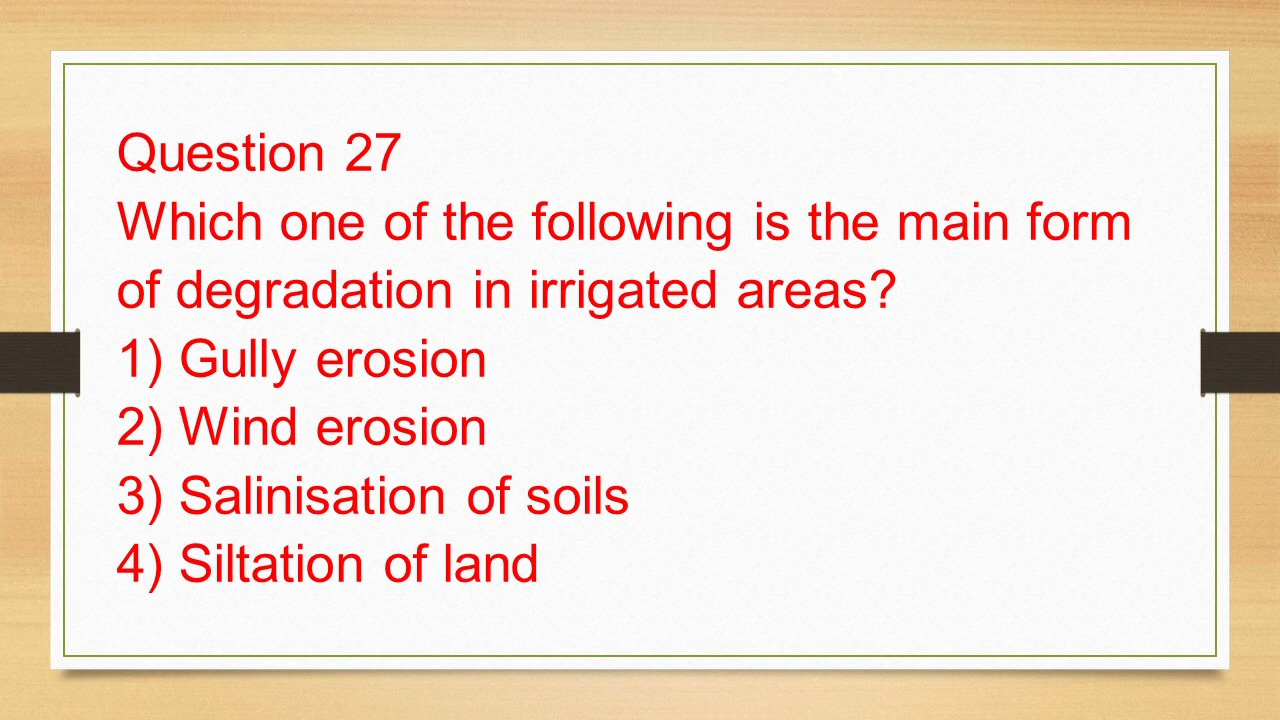 Question 27
Which one of the following is the main form
of degradation in irrigated areas?
1) Gully erosion
2) Wind erosion
3) Salinisation of soils
4) Siltation of land